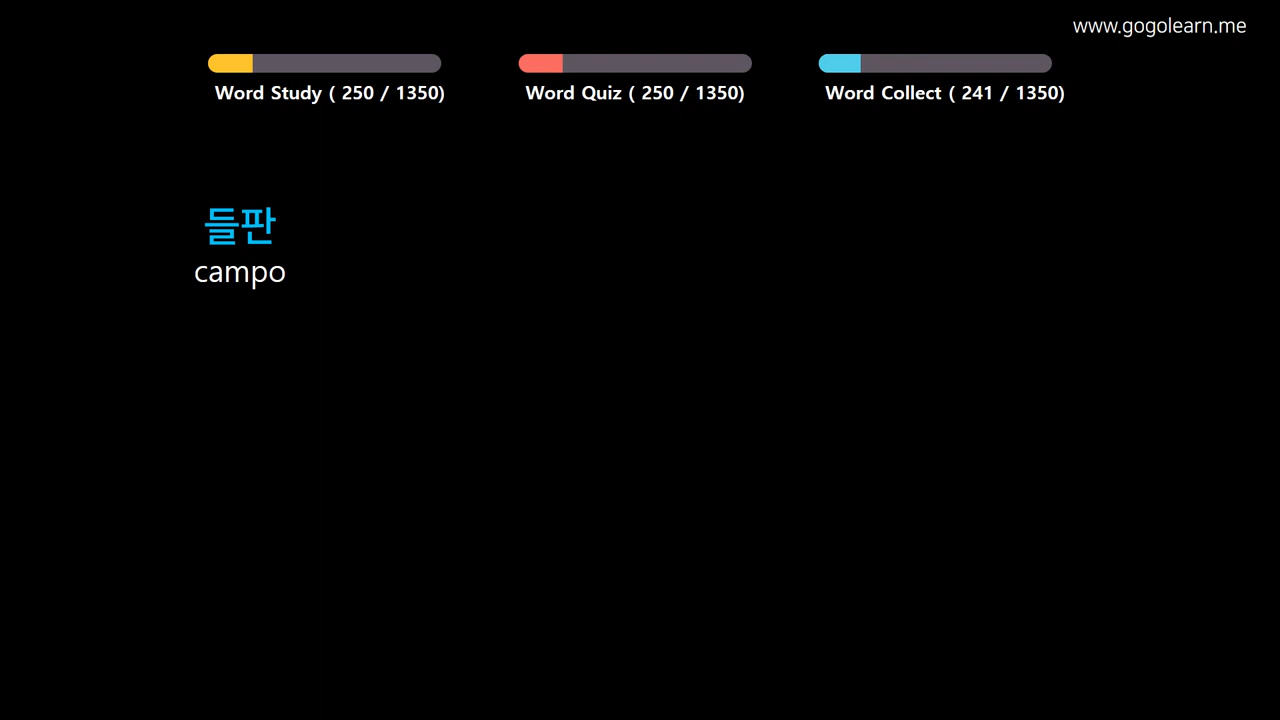 www.gogolearn.me
Word Study ( 250 / 1350)
Word Quiz ( 250 / 1350)
Word Collect ( 241 / 1350)
들판
campo